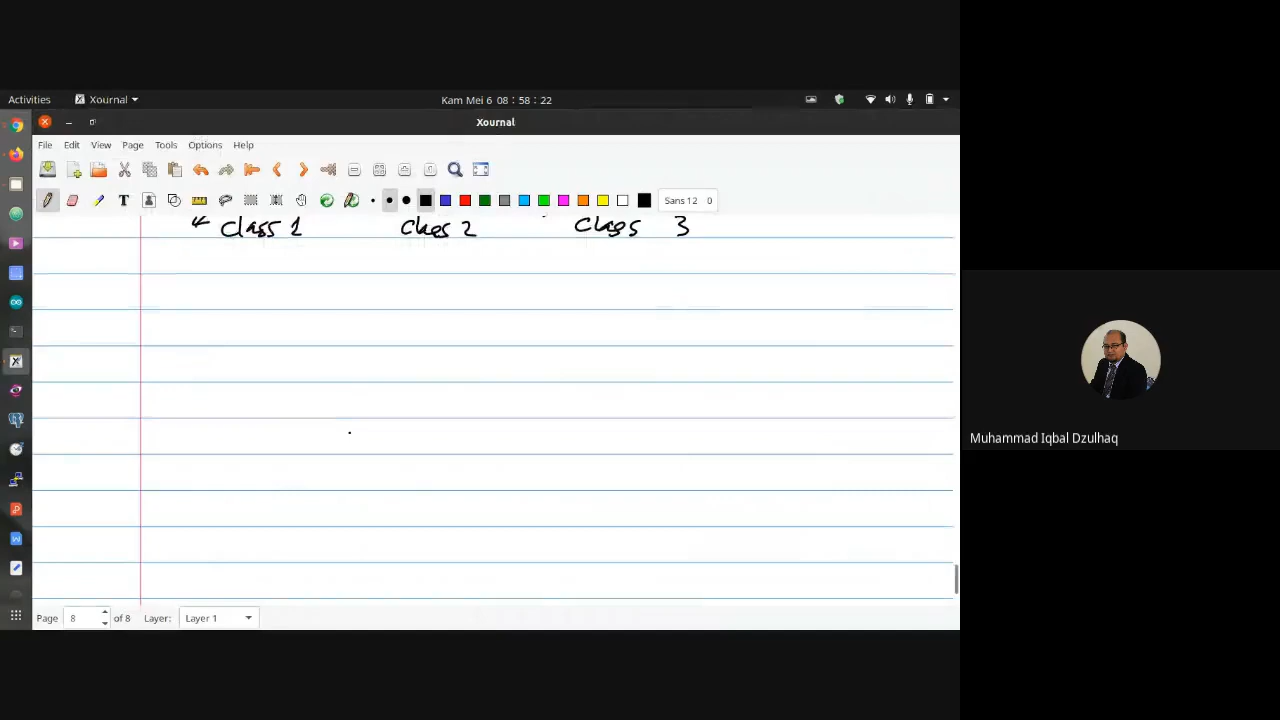 Activities Xournal Kam Mei 6 08 : 58 : 22
Xournal
File Edit View Page Tools Options Help
T Sans 12 0
class 1 class 2 class 3
Page 8 of 8 Layer: Layer 1
Muhammad Iqbal Dzulhaq